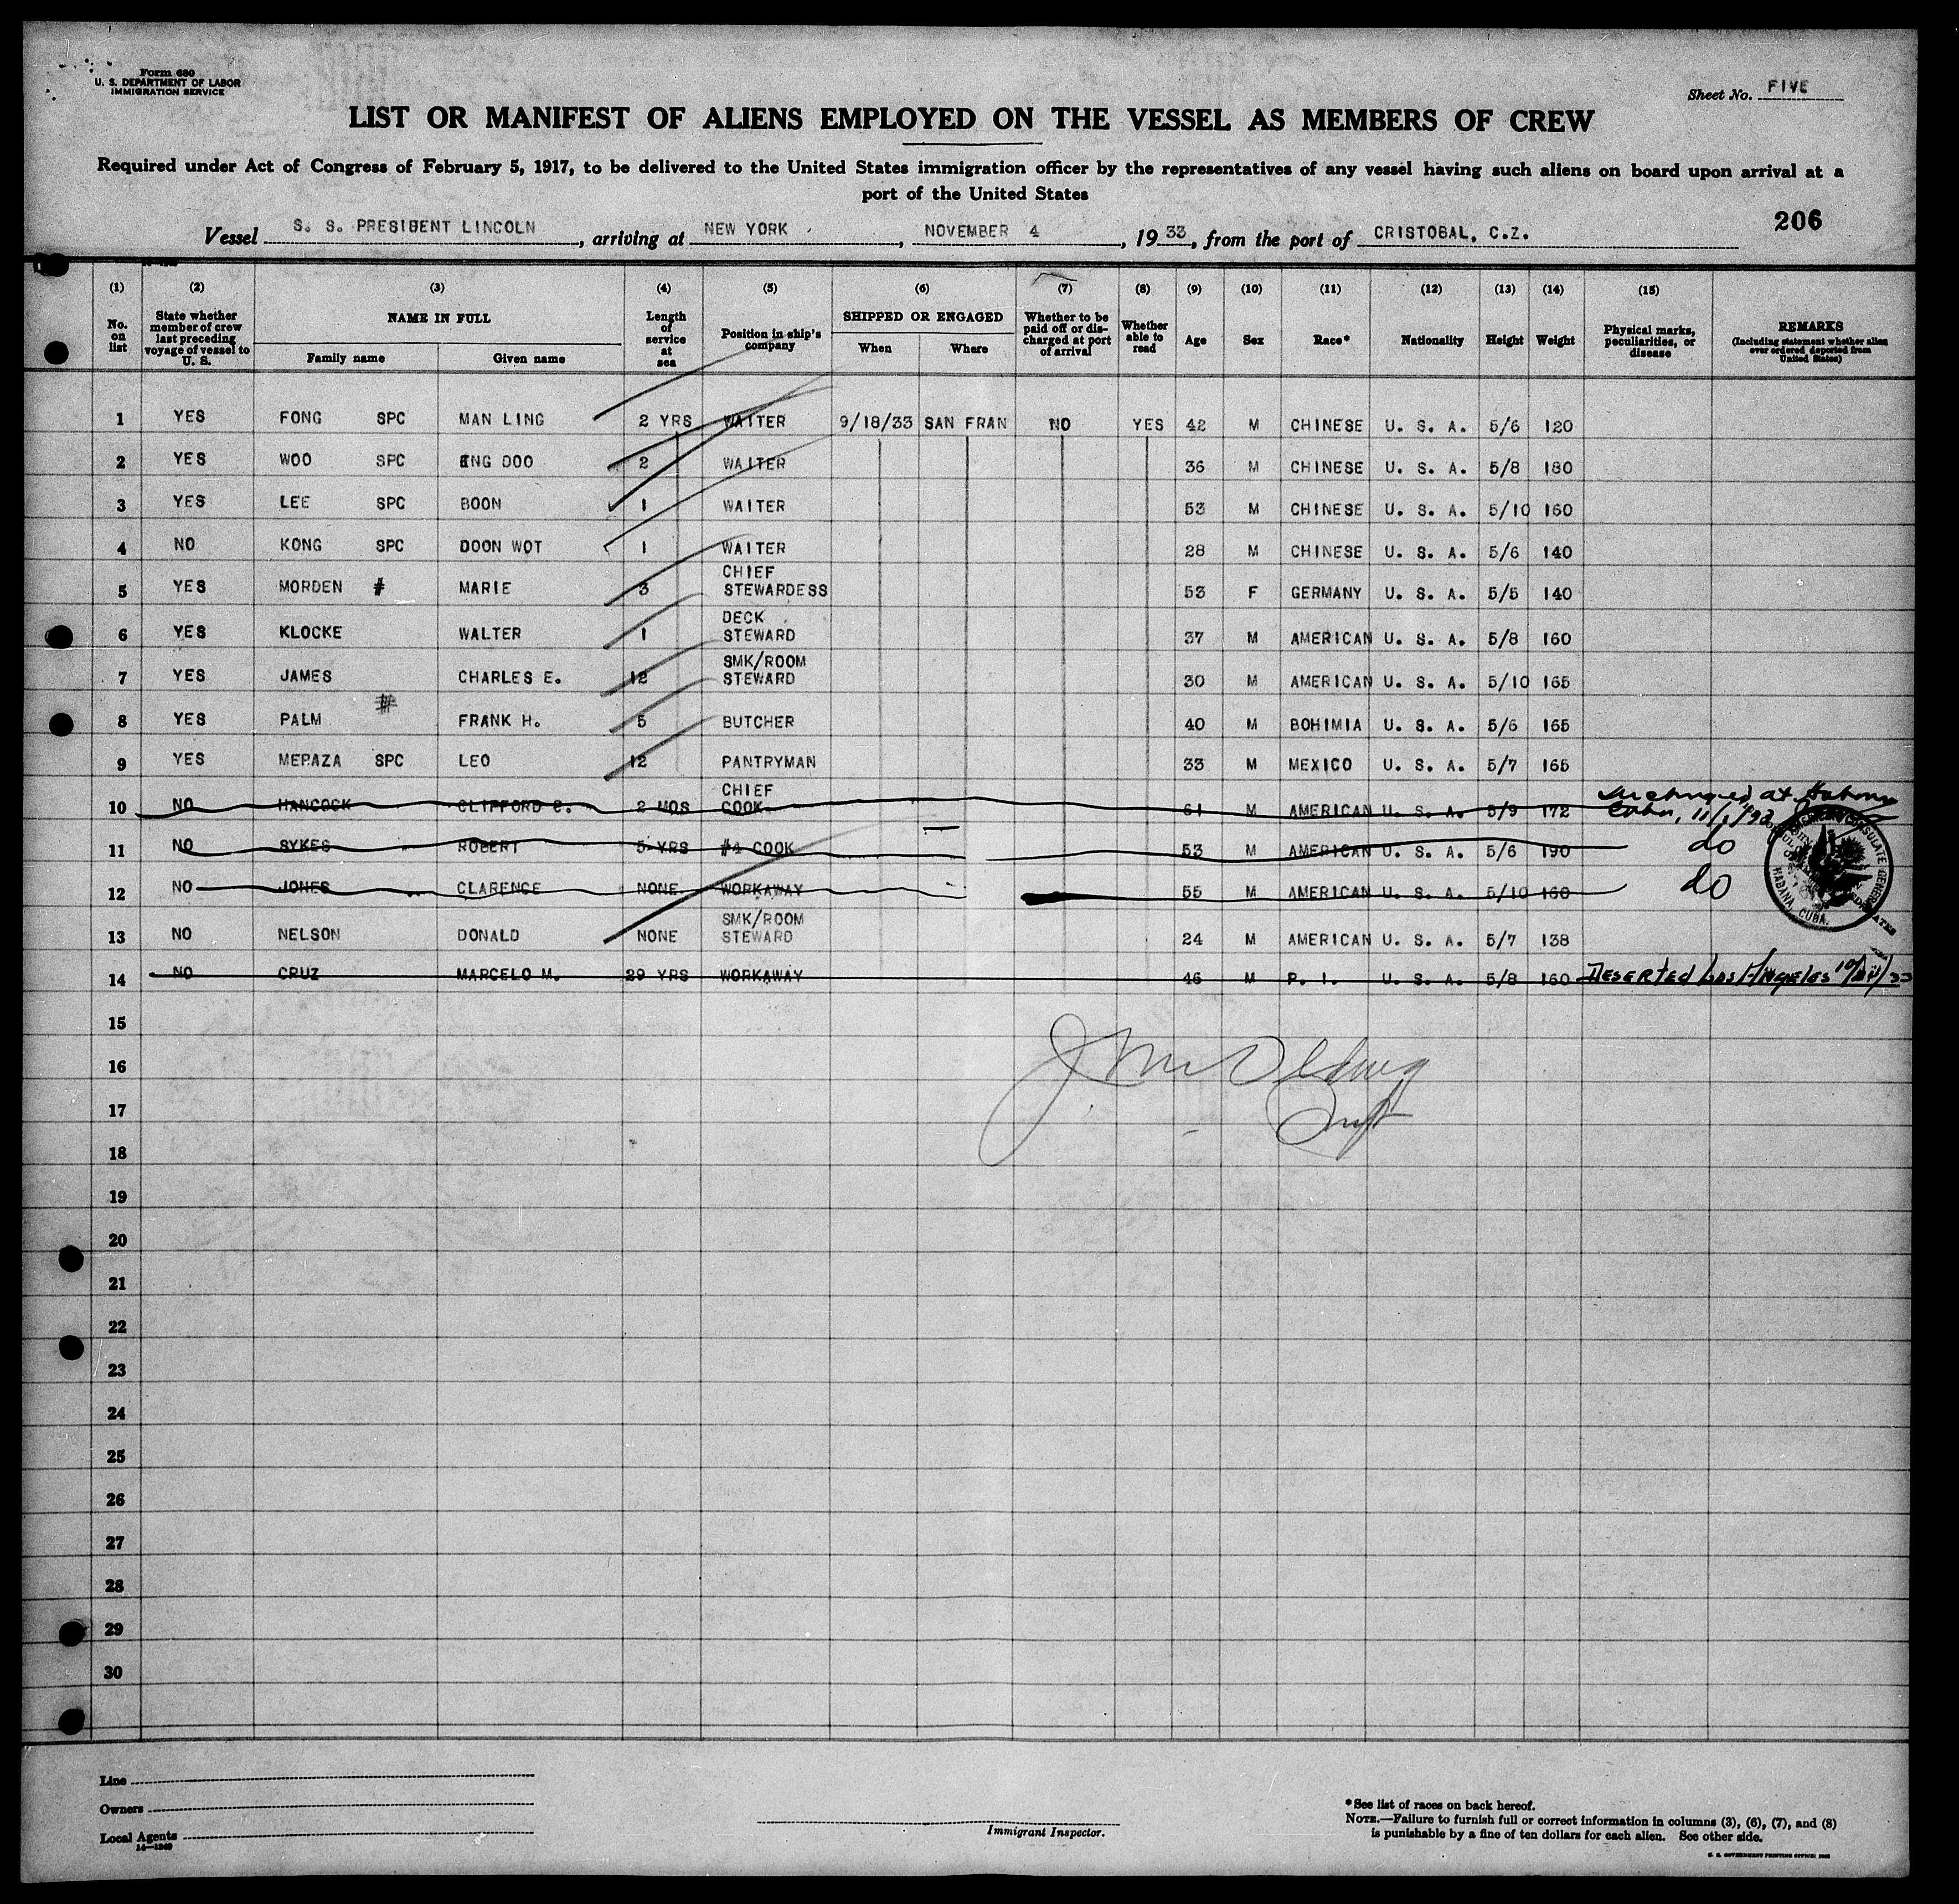 Form 680
U. S. DEPARTMENT OF LABOR
IMMIGRATION SERVICE
Sheet No. FIVE
LIST OR MANIFEST OF ALIENS EMPLOYED ON THE VESSEL AS MEMBERS OF CREW
Required under Act of Congress of February 5, 1917, to be delivered to the United States immigration officer by the representatives of any vessel having such aliens on board upon arrival at a
port of the United States
206
Vessel S. S. PRESIBENT LINCOLN, arriving at NEW YORK, NOVEMBER 4, 1933, from the port of CRISTOBAL, C.Z.
(1) (2) (3) (4) (5) (6) (7) (8) (9) (10) (11) (12) (13) (14) (15)
No. on list
State whether member of crew last preceding voyage of vessel to U. S.
NAME IN FULL
Family name Given name
Length of service at sea
Position in ship's company
SHIPPED OR ENGAGED
When Where
Whether to be paid off or discharged at port of arrival
Whether able to read
Age Sex Race* Nationality Height Weight
Physical marks, peculiarities, or disease
REMARKS
(Including statement whether alien ever ordered deported from United States)
1 YES FONG SPC MAN LING 2 YRS WAITER 9/18/33 SAN FRAN NO YES 42 M CHINESE U. S. A. 5/6 120
2 YES WOO SPC ENG DOO 2 WAITER 36 M CHINESE U. S. A. 5/8 180
3 YES LEE SPC BOON 1 WAITER 53 M CHINESE U. S. A. 5/10 160
4 NO KONG SPC DOON WOT 1 WAITER 28 M CHINESE U. S. A. 5/6 140
5 YES MORDEN # MARIE 3 CHIEF STEWARDESS 53 F GERMANY U. S. A. 5/5 140
6 YES KLOCKE WALTER 1 DECK STEWARD 37 M AMERICAN U. S. A. 5/8 160
7 YES JAMES CHARLES E. 12 SMK/ROOM STEWARD 30 M AMERICAN U. S. A. 5/10 165
8 YES PALM # FRANK H. 5 BUTCHER 40 M BOHIMIA U. S. A. 5/6 165
9 YES MEPAZA SPC LEO 12 PANTRYMAN 33 M MEXICO U. S. A. 5/7 165
10 NO HANCOCK CLIFFORD C. 2 MOS CHIEF COOK 61 M AMERICAN U. S. A. 5/9 172 at Habana
Cuba, 11/1/33
11 NO SYKES ROBERT 5 YRS #4 COOK 53 M AMERICAN U. S. A. 5/6 190 do
12 NO JONES CLARENCE NONE WORKAWAY 55 M AMERICAN U. S. A. 5/10 160 do
HABANA, CUBA.
13 NO NELSON DONALD NONE SMK/ROOM STEWARD 24 M AMERICAN U. S. A. 5/7 138
14 NO CRUZ MARCELO M. 29 YRS WORKAWAY 46 M P. I. U. S. A. 5/8 160 DESERTED Los Angeles
15
16
17
18
19
20
21
22
23
24
25
26
27
28
29
30
Line
Owners
Local Agents
14—1240
Immigrant Inspector.
*See list of races on back hereof.
NOTE.—Failure to furnish full or correct information in columns (3), (6), (7), and (8)
is punishable by a fine of ten dollars for each alien. See other side.